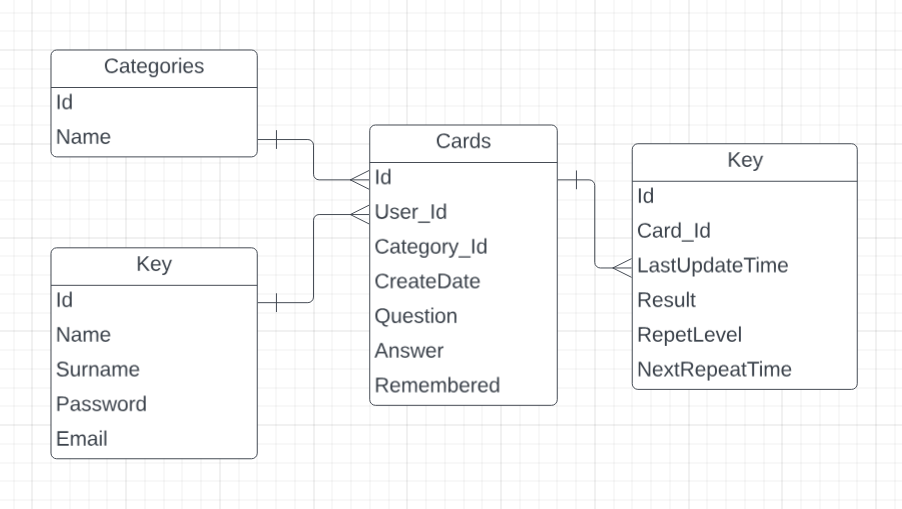 Categories
Id
Name
Key
Id
Name
Surname
Password
Email
Cards
Id
User_Id
Category_Id
CreateDate
Question
Answer
Remembered
Key
Id
Card_Id
LastUpdateTime
Result
RepetLevel
NextRepeatTime